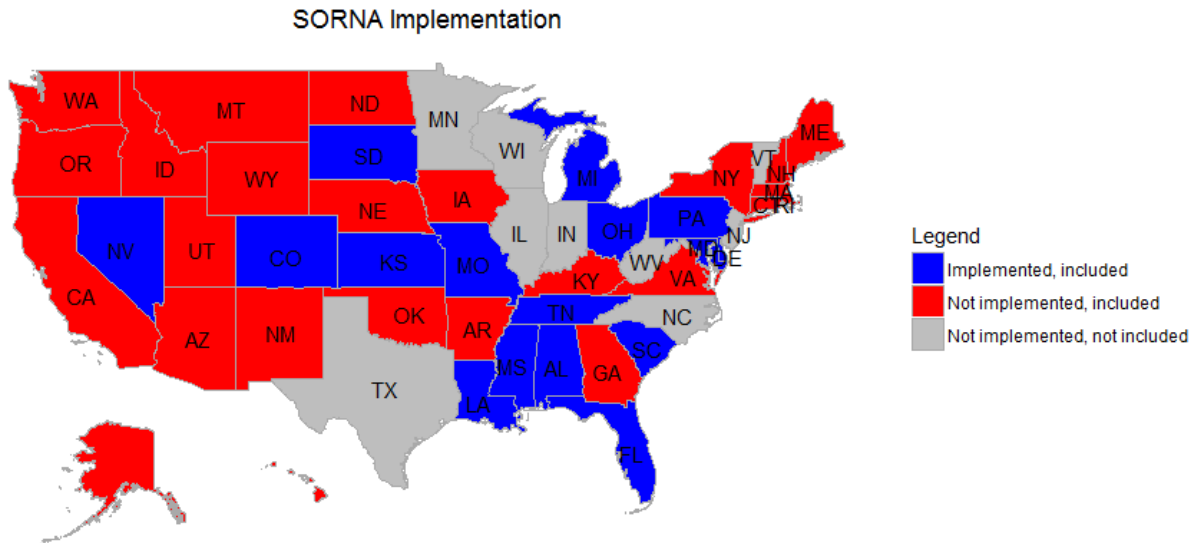 SORNA Implementation
WA
MT
ND
MN
ME
OR
ID
SD
WI
VT
NH
WY
MI
NY
MA
IA
CT
RI
NE
PA
NJ
NV
UT
CO
IL
IN
OH
MD
DE
KS
MO
WV
CA
KY
VA
AZ
NM
OK
AR
TN
NC
SC
MS
AL
GA
TX
LA
FL
Legend
Implemented, included
Not implemented, included
Not implemented, not included